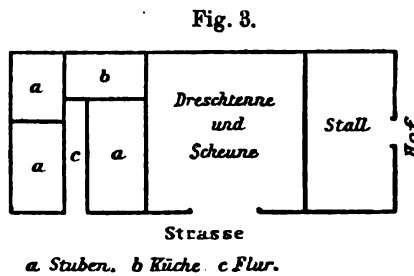 Fig. 3.
a
b
Dreschtenne
und
Scheune
Stall
Hof
a
c
a
Strasse
a Stuben. b Küche c Flur.